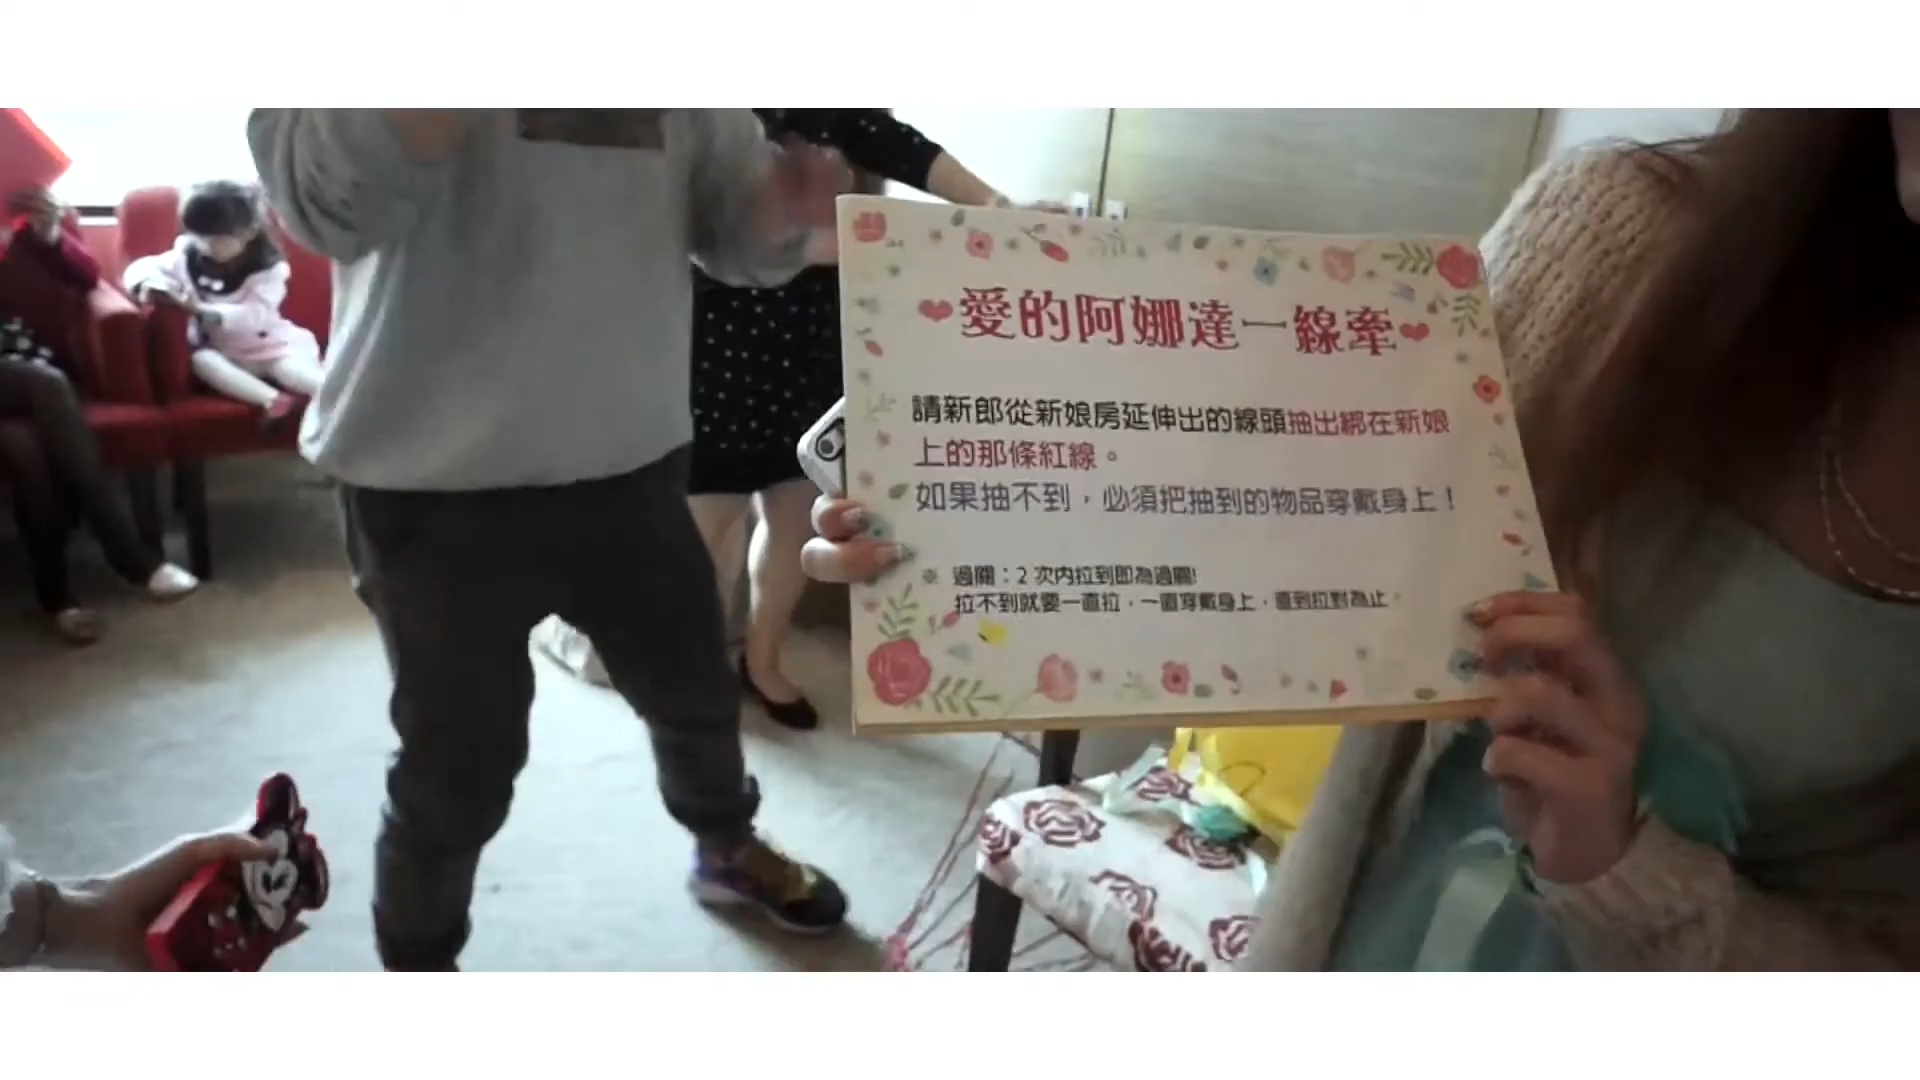 愛的阿娜達一線牽
請新郎從新娘房延伸出的線頭抽出綁在新娘
上的那條紅線。
如果抽不到，必須把抽到的物品穿戴身上！
※ 過關：2 次內拉到即為過關!
拉不到就要一直拉，一直穿戴身上，直到拉對為止。